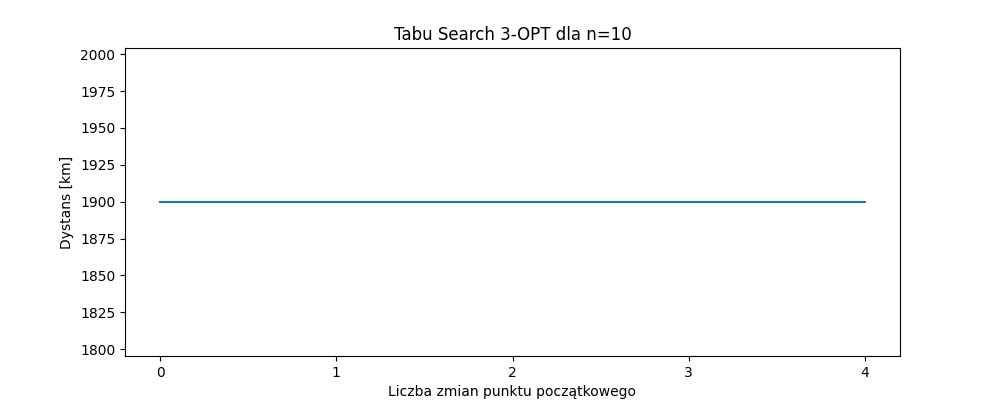 Tabu Search 3-OPT dla n=10
2000
1975
1950
1925
1900
1875
1850
1825
1800
Dystans [km]
0 1 2 3 4
Liczba zmian punktu początkowego